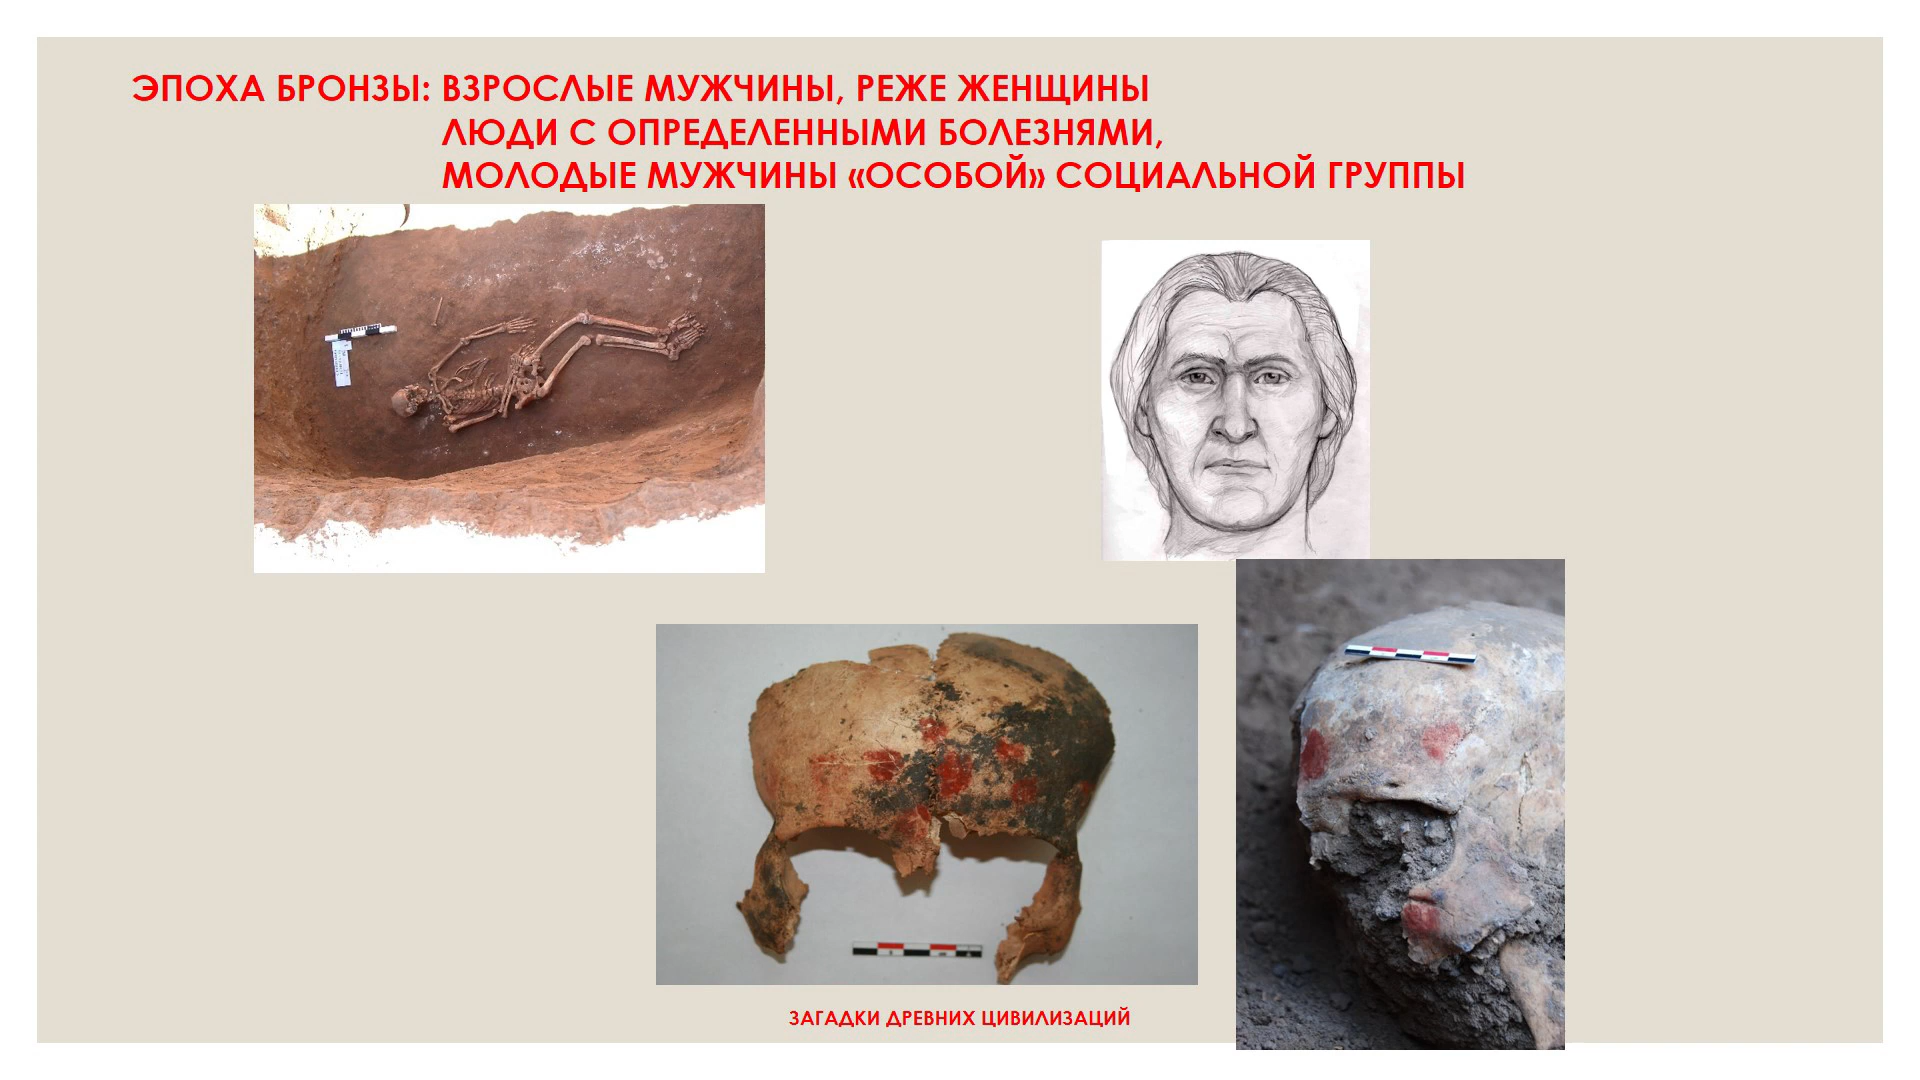 ЭПОХА БРОНЗЫ: ВЗРОСЛЫЕ МУЖЧИНЫ, РЕЖЕ ЖЕНЩИНЫ
ЛЮДИ С ОПРЕДЕЛЕННЫМИ БОЛЕЗНЯМИ,
МОЛОДЫЕ МУЖЧИНЫ «ОСОБОЙ» СОЦИАЛЬНОЙ ГРУППЫ
ЗАГАДКИ ДРЕВНИХ ЦИВИЛИЗАЦИЙ